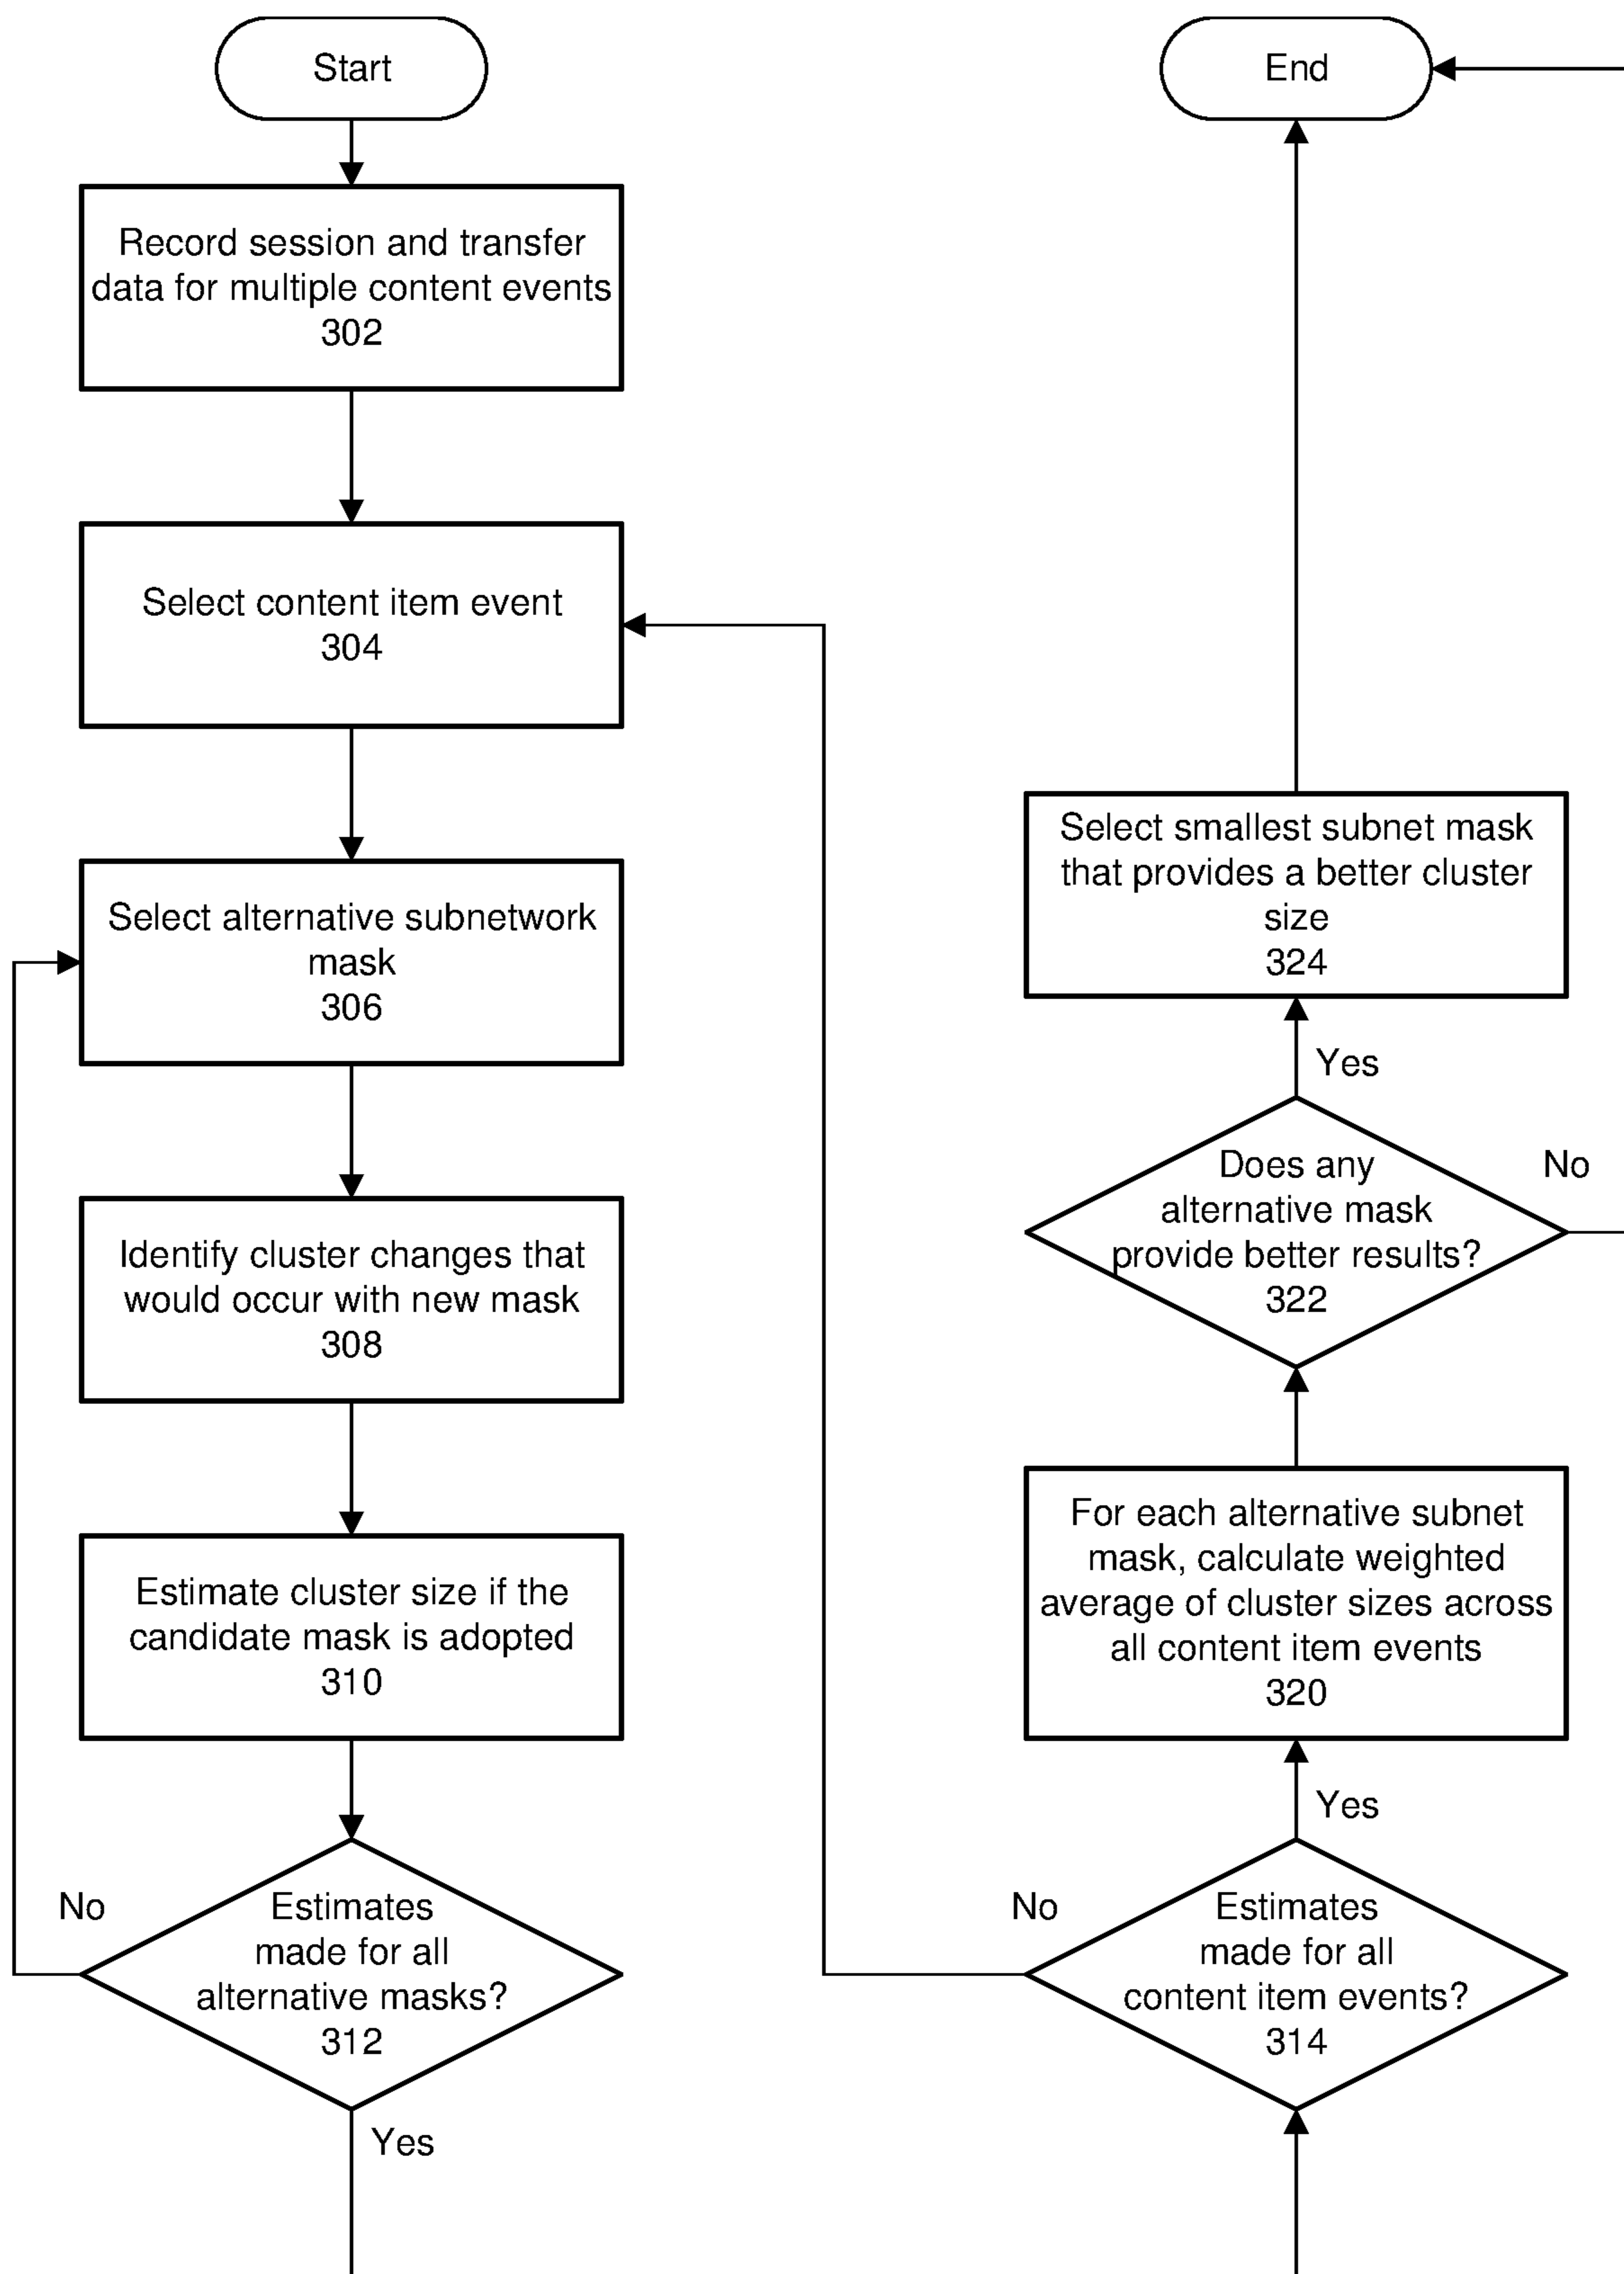 Start
Record session and transfer
data for multiple content events
302
Select content item event
304
Select alternative subnetwork
mask
306
Identify cluster changes that
would occur with new mask
308
Estimate cluster size if the
candidate mask is adopted
310
No
Estimates
made for all
alternative masks?
312
Yes
End
Select smallest subnet mask
that provides a better cluster
size
324
Yes
Does any
alternative mask
provide better results?
322
No
For each alternative subnet
mask, calculate weighted
average of cluster sizes across
all content item events
320
Yes
No
Estimates
made for all
content item events?
314